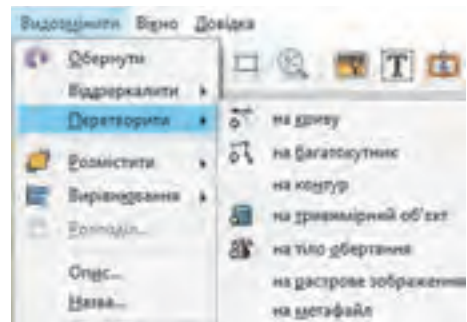 Видозмінити Вікно Довідка
Обернути
Віддзеркалити
Перетворити
Розмістити
Вирівнювання
Розподіл...
Опис...
Назва...
T
на криву
на багатокутник
на контур
на тривимірний об'єкт
на тіло обертання
на растрове зображення
на метафайл